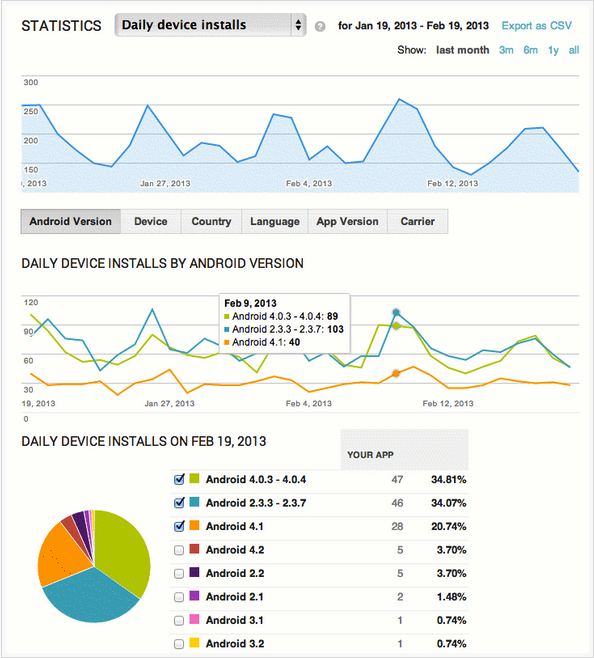 STATISTICS Daily device installs ? for Jan 19, 2013 - Feb 19, 2013 Export as CSV
Show: last month 3m 6m 1y all
300
250
200
150
), 2013 Jan 27, 2013 Feb 4, 2013 Feb 12, 2013
Android Version Device Country Language App Version Carrier
DAILY DEVICE INSTALLS BY ANDROID VERSION
120
90
60
30
0
Feb 9, 2013
Android 4.0.3 - 4.0.4: 89
Android 2.3.3 - 2.3.7: 103
Android 4.1: 40
19, 2013 Jan 27, 2013 Feb 4, 2013 Feb 12, 2013
DAILY DEVICE INSTALLS ON FEB 19, 2013
YOUR APP
Android 4.0.3 - 4.0.4 47 34.81%
Android 2.3.3 - 2.3.7 46 34.07%
Android 4.1 28 20.74%
Android 4.2 5 3.70%
Android 2.2 5 3.70%
Android 2.1 2 1.48%
Android 3.1 1 0.74%
Android 3.2 1 0.74%